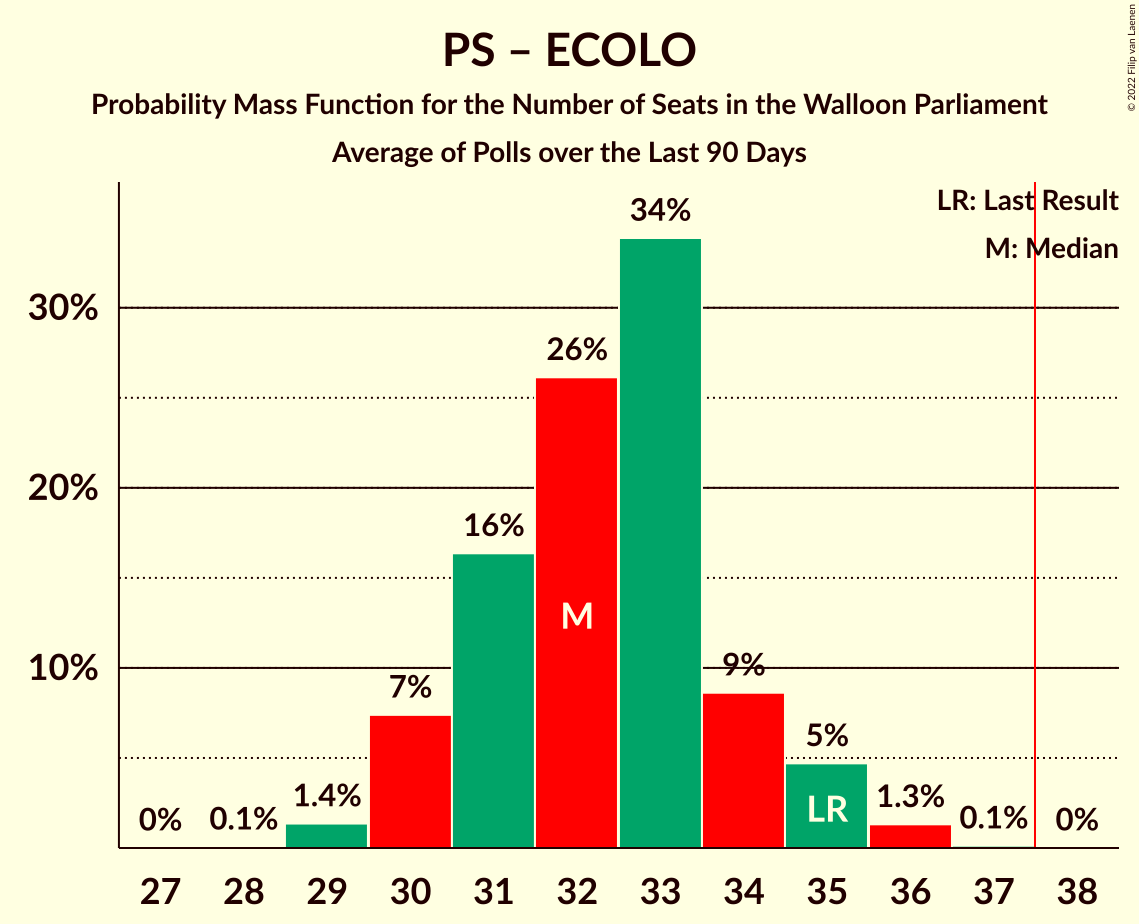 PS – ECOLO
Probability Mass Function for the Number of Seats in the Walloon Parliament
Average of Polls over the Last 90 Days
© 2022 Filip van Laenen
LR: Last Result
M: Median
30%
20%
10%
0%
0.1%
1.4%
7%
16%
26%
34%
9%
5%
1.3%
0.1%
0%
M
LR
27 28 29 30 31 32 33 34 35 36 37 38